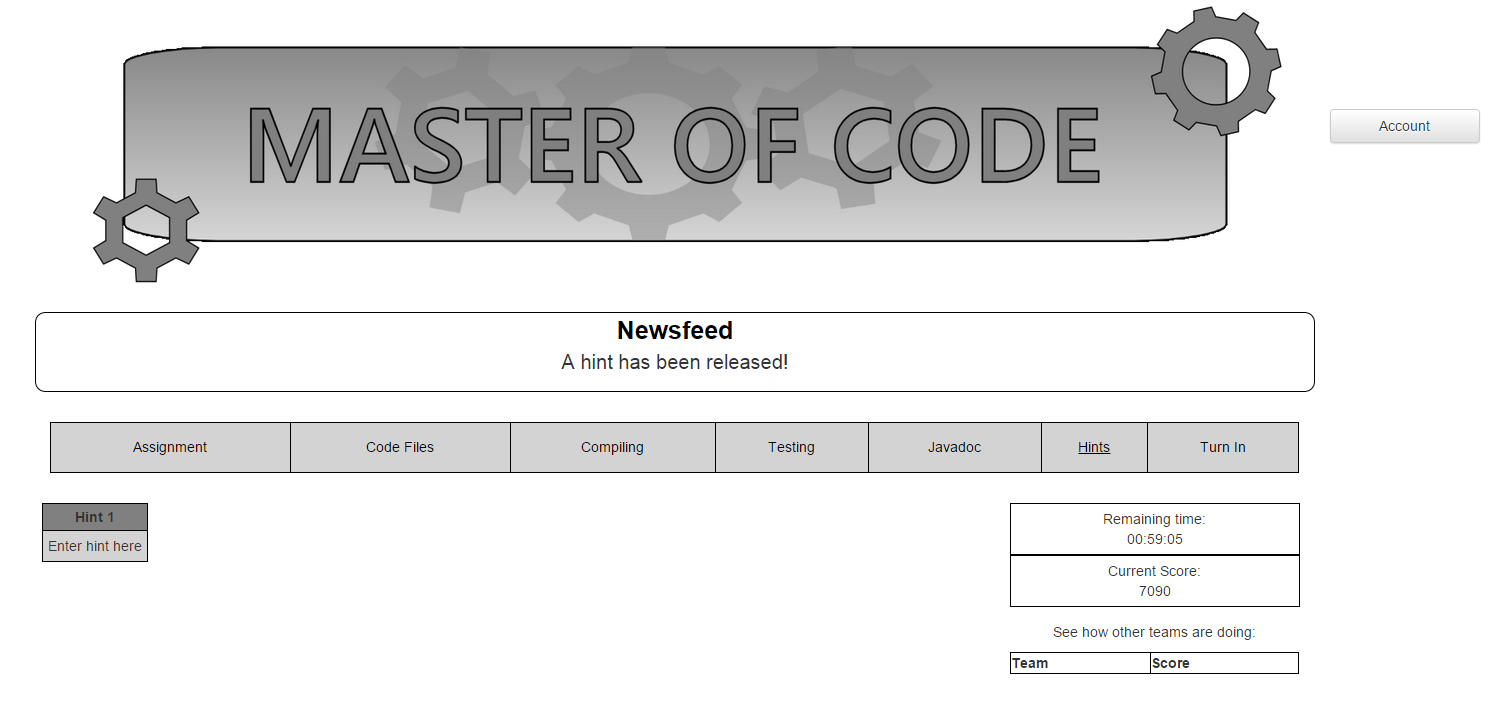 MASTER OF CODE
Account
Newsfeed
A hint has been released!
Assignment Code Files Compiling Testing Javadoc Hints Turn In
Hint 1
Enter hint here
Remaining time:
00:59:05
Current Score:
7090
See how other teams are doing:
Team Score